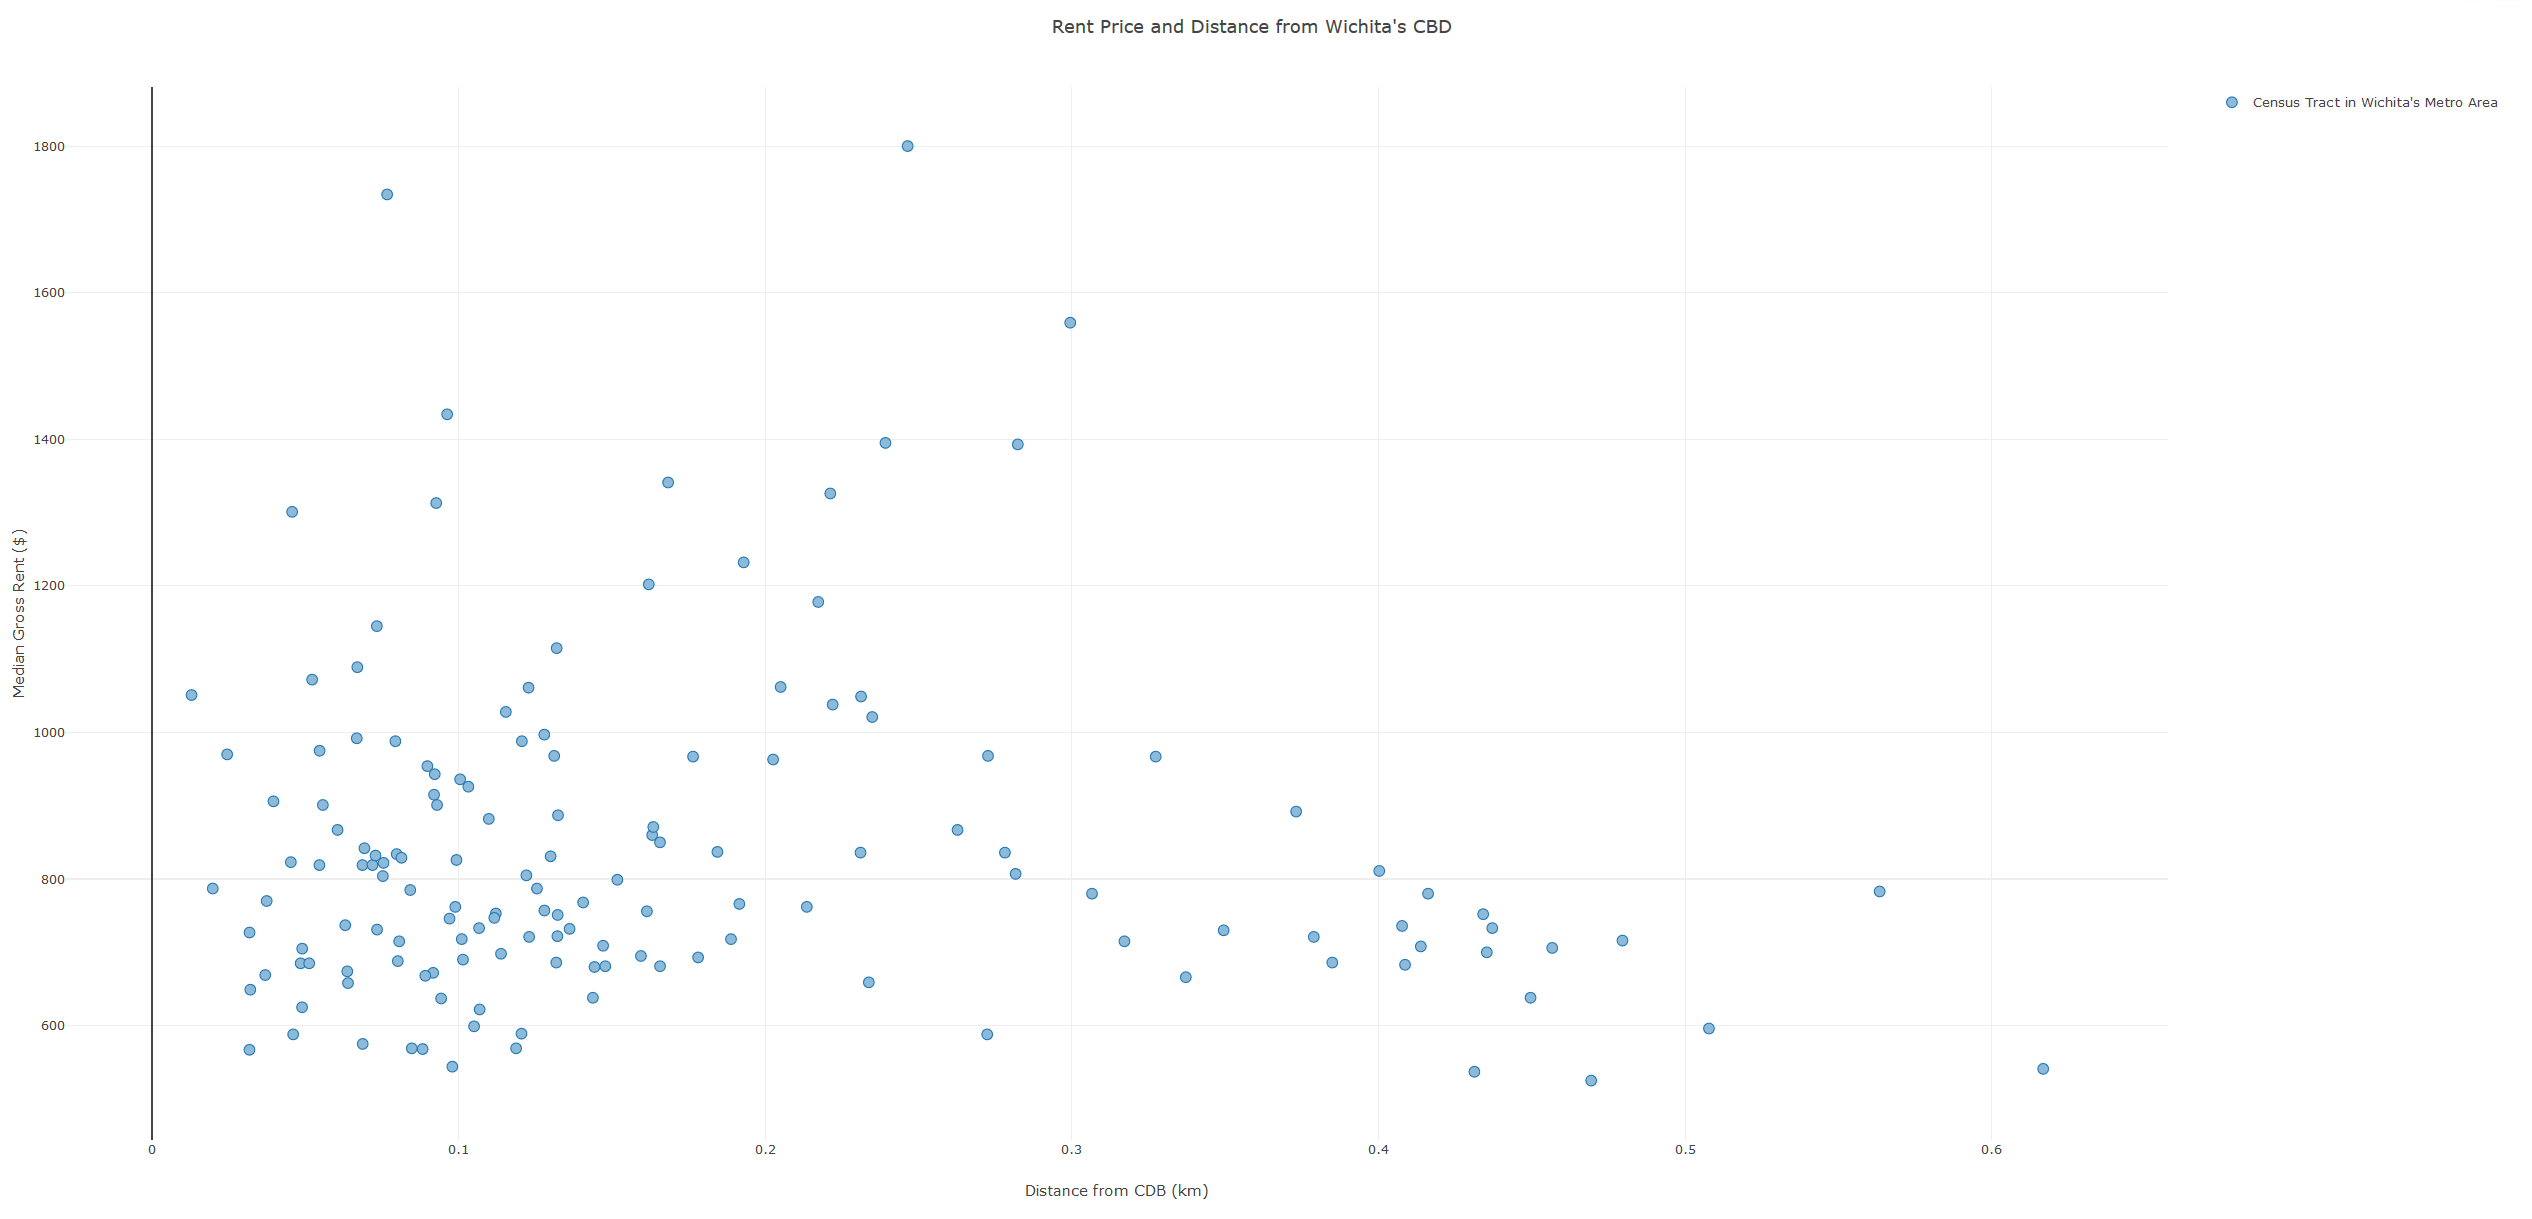 Rent Price and Distance from Wichita's CBD
Census Tract in Wichita's Metro Area
Median Gross Rent ($)
1800
1600
1400
1200
1000
800
600
0 0.1 0.2 0.3 0.4 0.5 0.6
Distance from CDB (km)